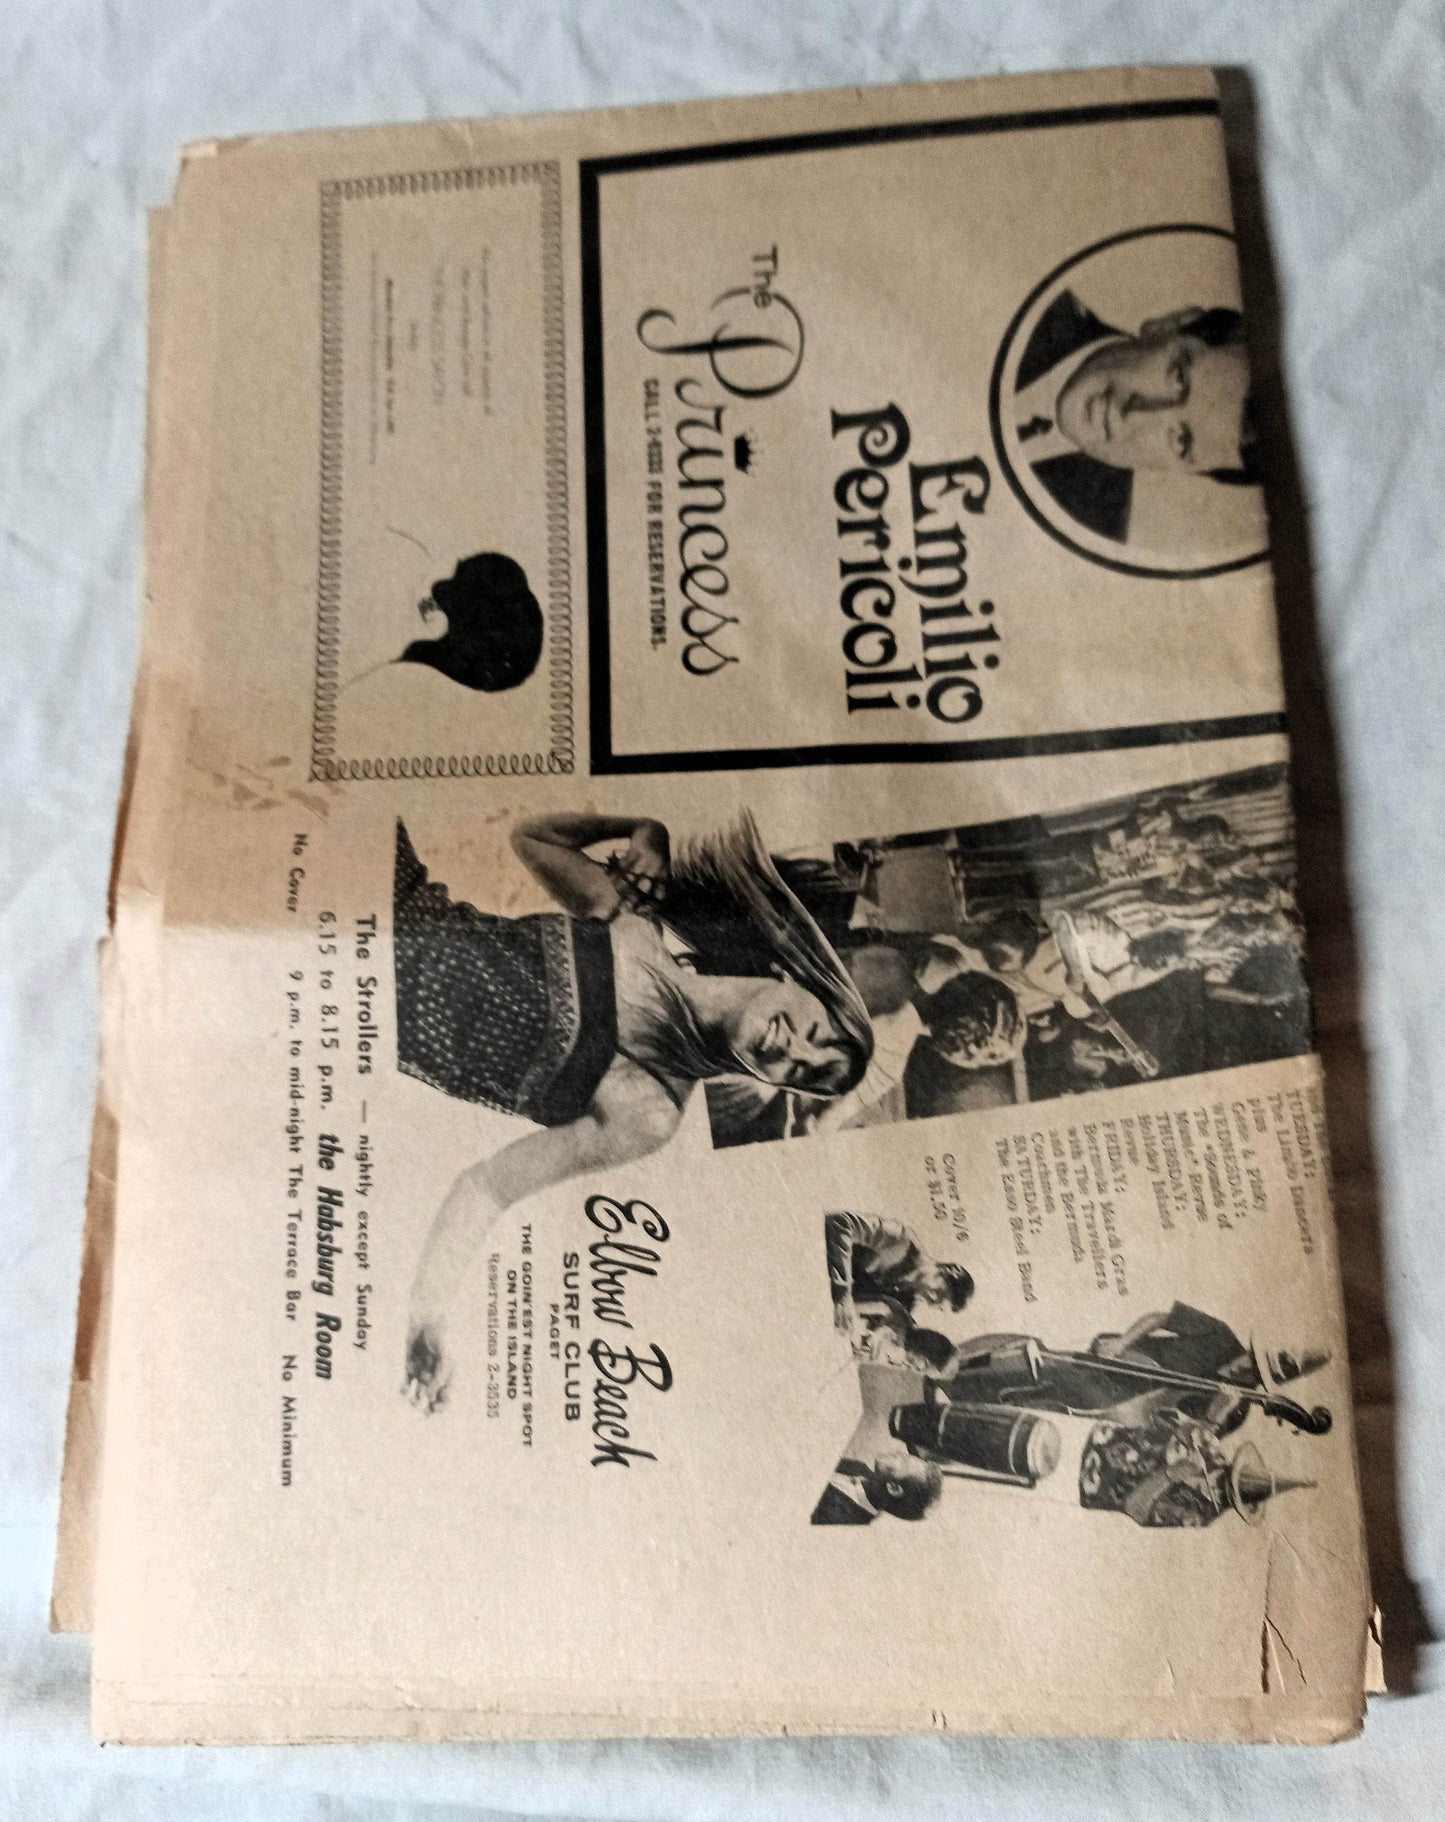 Emilio
Pericoli
The
Princess
FOR RESERVATIONS.
TUESDAY:
The Limbo Dancers
plus
Gene & Pinky
WEDNESDAY:
The "Sounds of
Music" Revue
THURSDAY:
Holiday Island
Revue
FRIDAY:
Bermuda Mardi Gras
with The Travellers
and the Bermuda
Coachmen
SATURDAY:
The Esso Steel Band
Cover 10/6
or $1.50
Elbow Beach
SURF CLUB
PAGET
THE GOIN'EST NIGHT SPOT
ON THE ISLAND
Reservations 2-3535
The Strollers — nightly except Sunday
6.15 to 8.15 p.m. the Habsburg Room
No Cover 9 p.m. to mid-night The Terrace Bar No Minimum